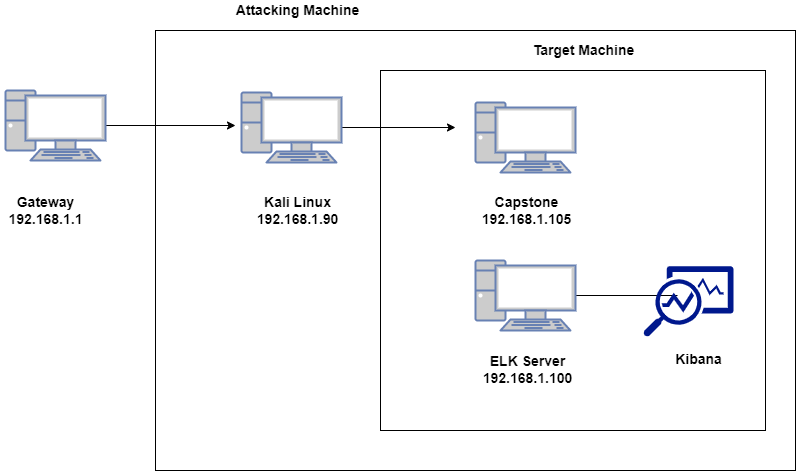 Attacking Machine
Target Machine
Gateway
192.168.1.1
Kali Linux
192.168.1.90
Capstone
192.168.1.105
ELK Server
192.168.1.100
Kibana